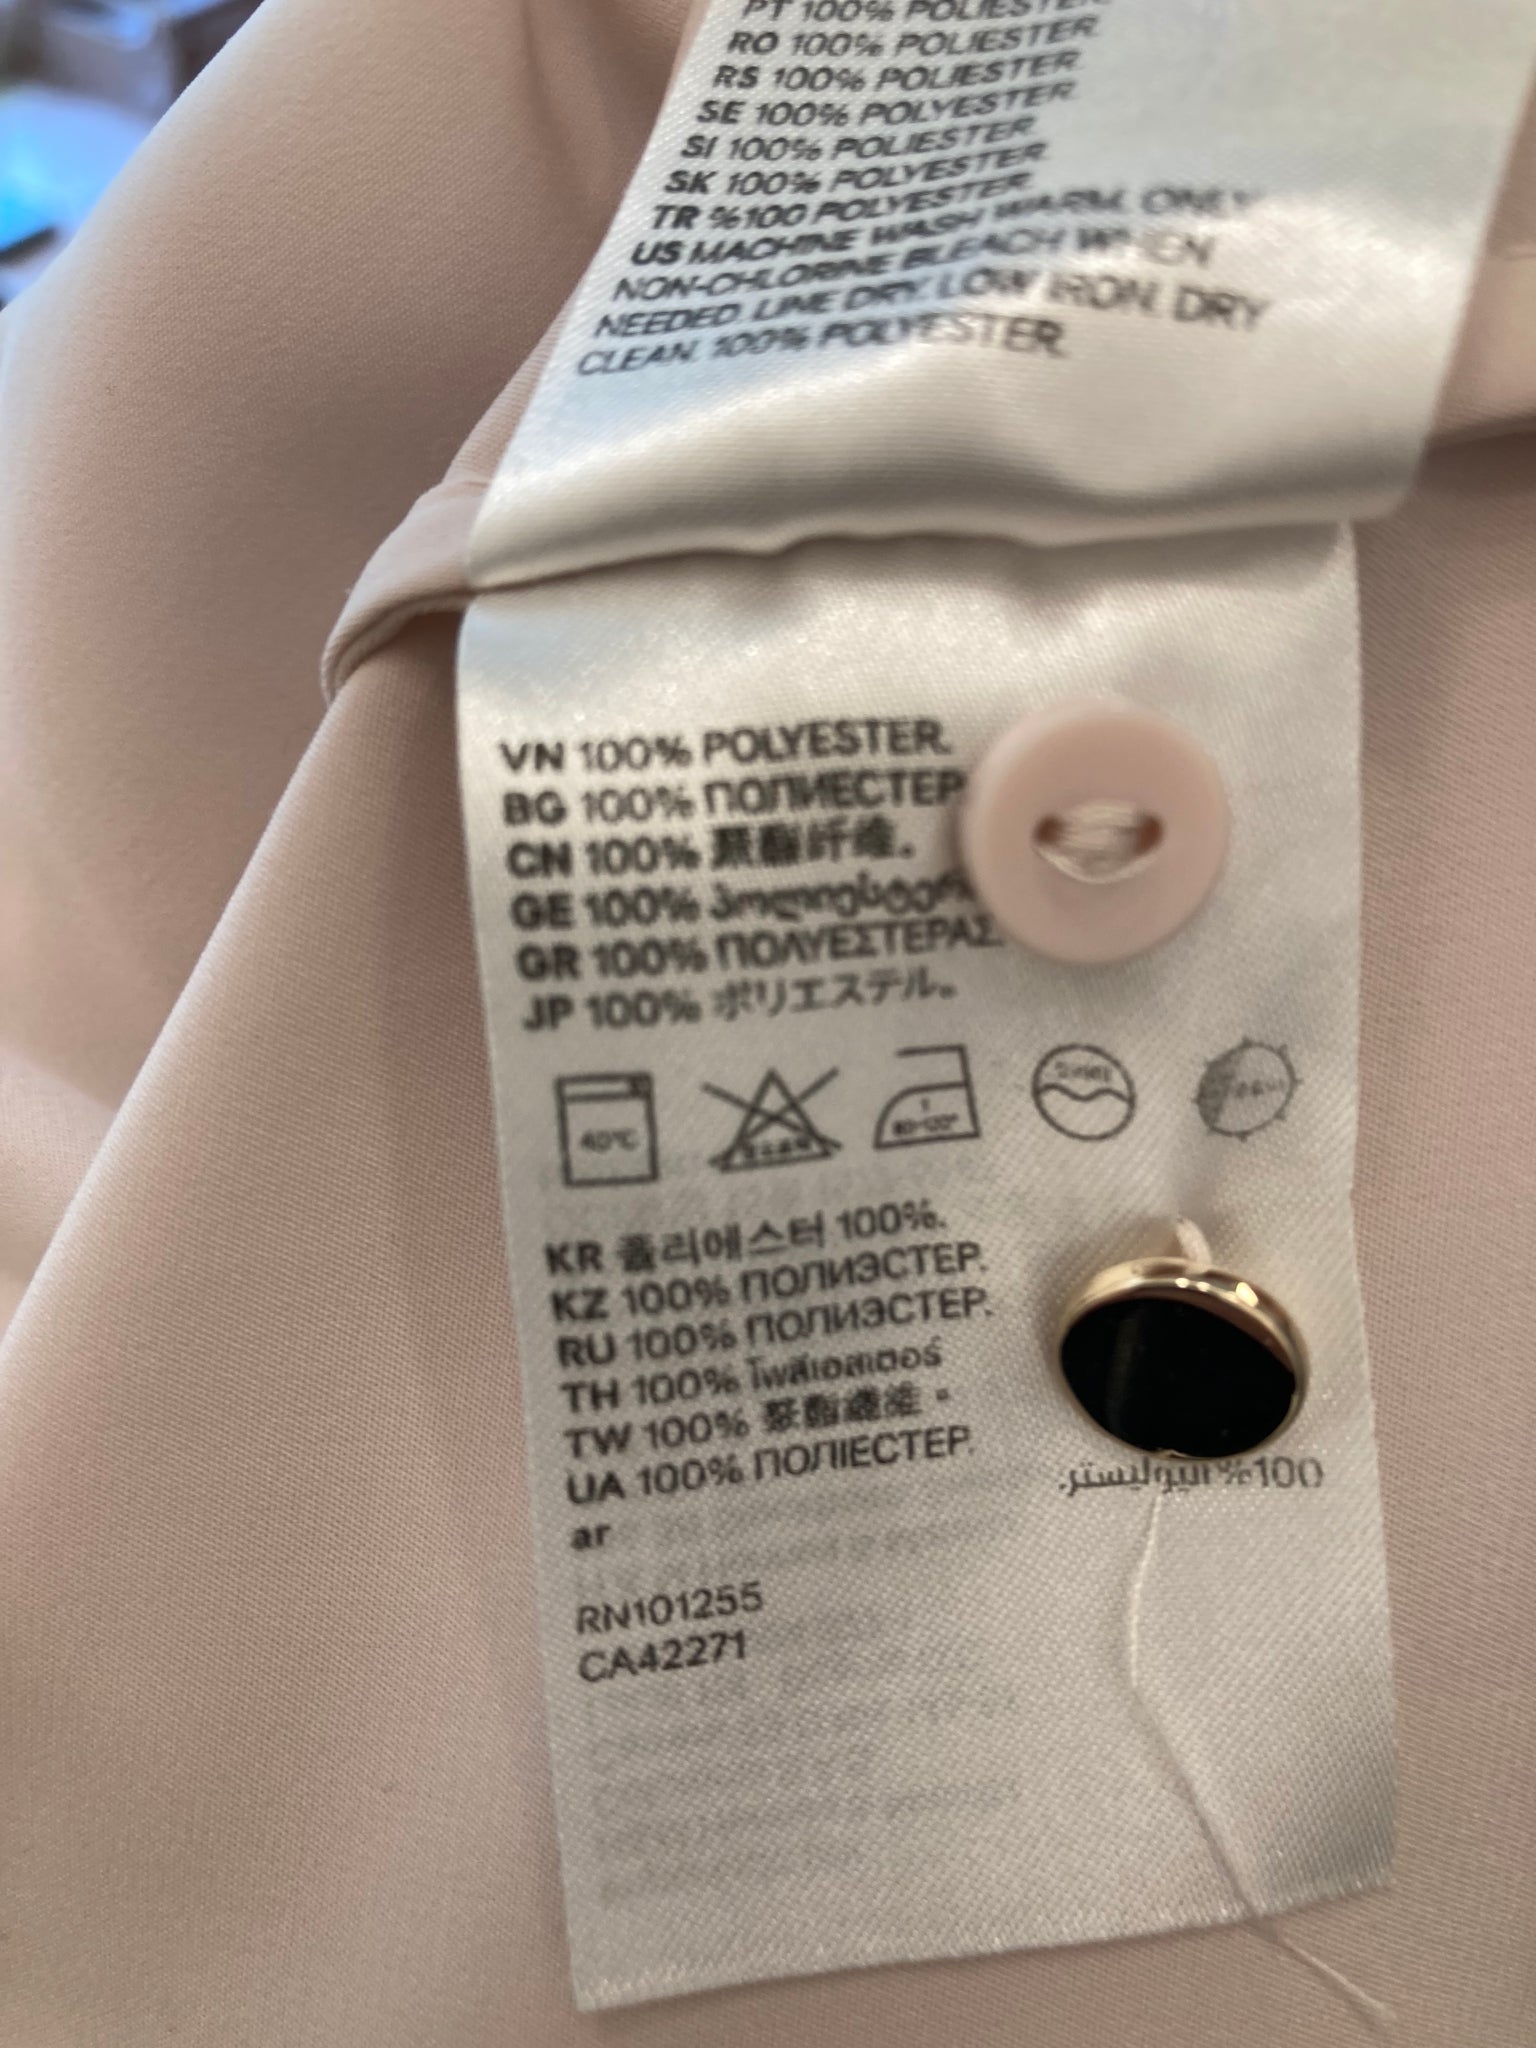 PT 100% POLIESTER.
RO 100% POLIESTER.
RS 100% POLIESTER.
SE 100% POLYESTER.
SI 100% POLIESTER.
SK 100% POLYESTER.
TR %100 POLYESTER.
US MACHINE WASH WARM. ONLY
NON-CHLORINE BLEACH WHEN
NEEDED. LINE DRY. LOW IRON. DRY
CLEAN. 100% POLYESTER.
VN 100% POLYESTER.
BG 100% ПОЛИЕСТЕР
CN 100% 聚酯纤维。
GE 100% პოლიესტერი
GR 100% ΠΟΛΥΕΣΤΕΡΑΣ.
JP 100% ポリエステル。
40°C
80-120°
KR 폴리에스터 100%.
KZ 100% ПОЛИЭСТЕР.
RU 100% ПОЛИЭСТЕР.
TH 100% โพลีเอสเตอร์
TW 100% 聚酯纖維。
UA 100% ПОЛІЕСТЕР.
ar 100% البوليستر.
RN101255
CA42271